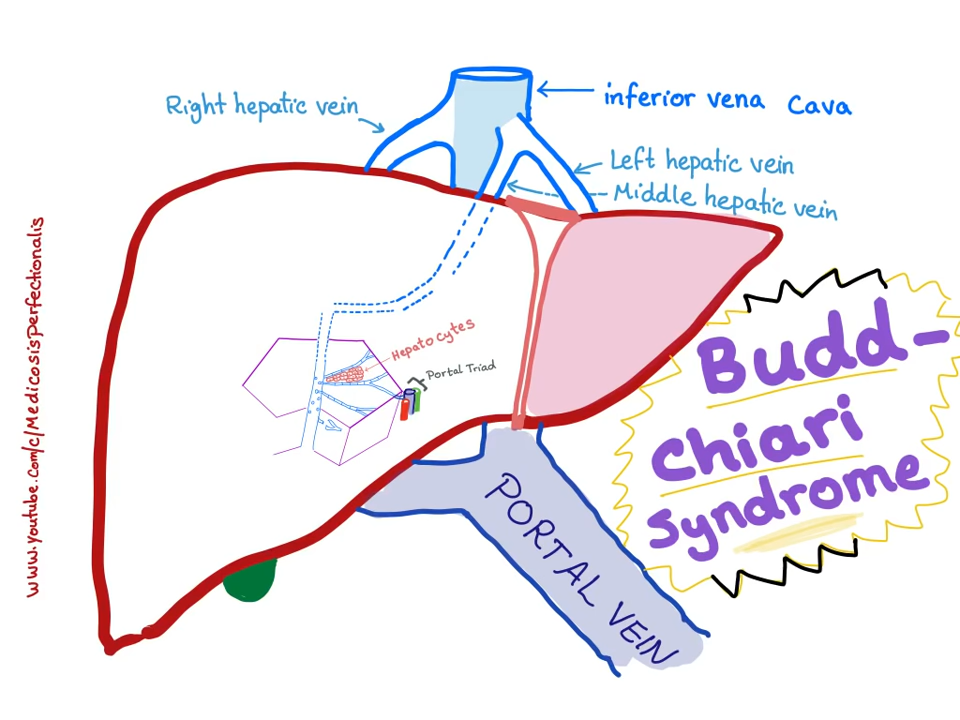 inferior vena cava
Right hepatic vein
Left hepatic vein
Middle hepatic vein
Hepatocytes
Portal Triad
Budd-
Chiari
syndrome
PORTAL VEIN
www.youtube.com/c/Medicosisperfectionalis